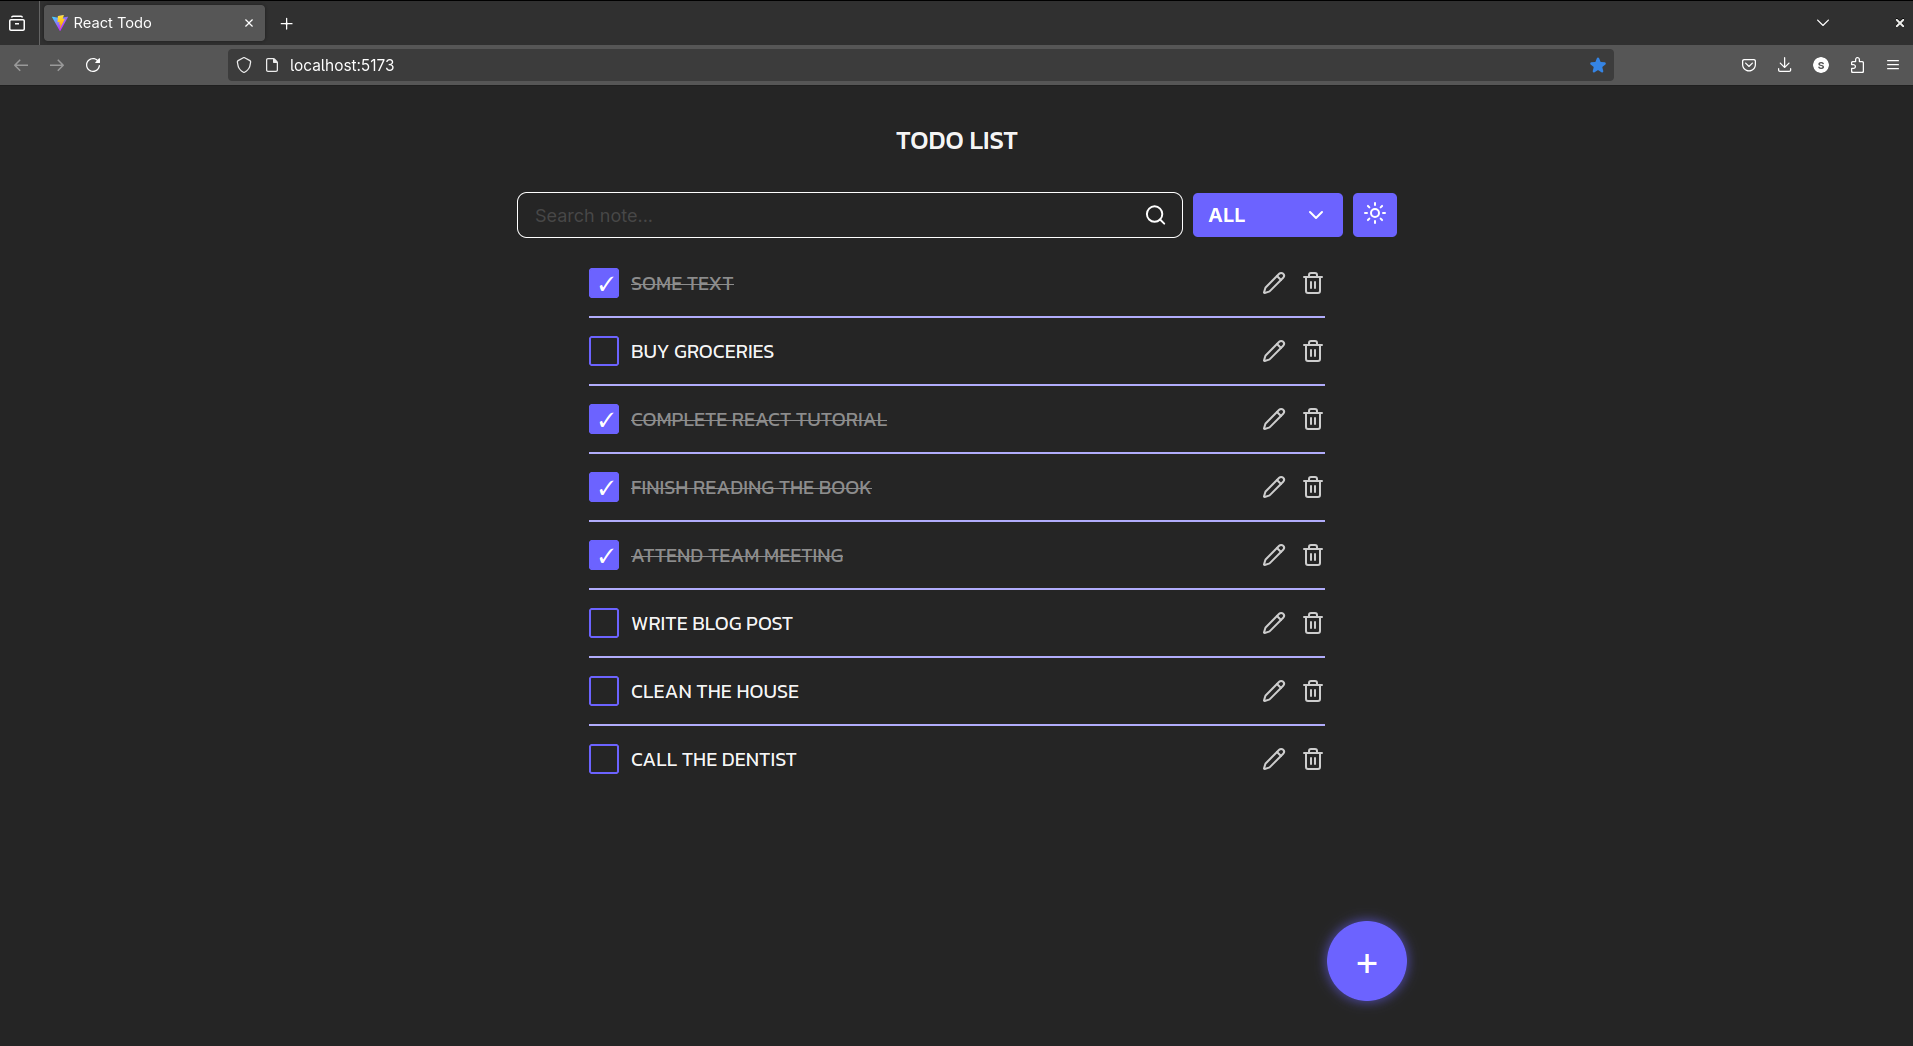 React Todo
localhost:5173
S
TODO LIST
Search note...
ALL
SOME TEXT
BUY GROCERIES
COMPLETE REACT TUTORIAL
FINISH READING THE BOOK
ATTEND TEAM MEETING
WRITE BLOG POST
CLEAN THE HOUSE
CALL THE DENTIST